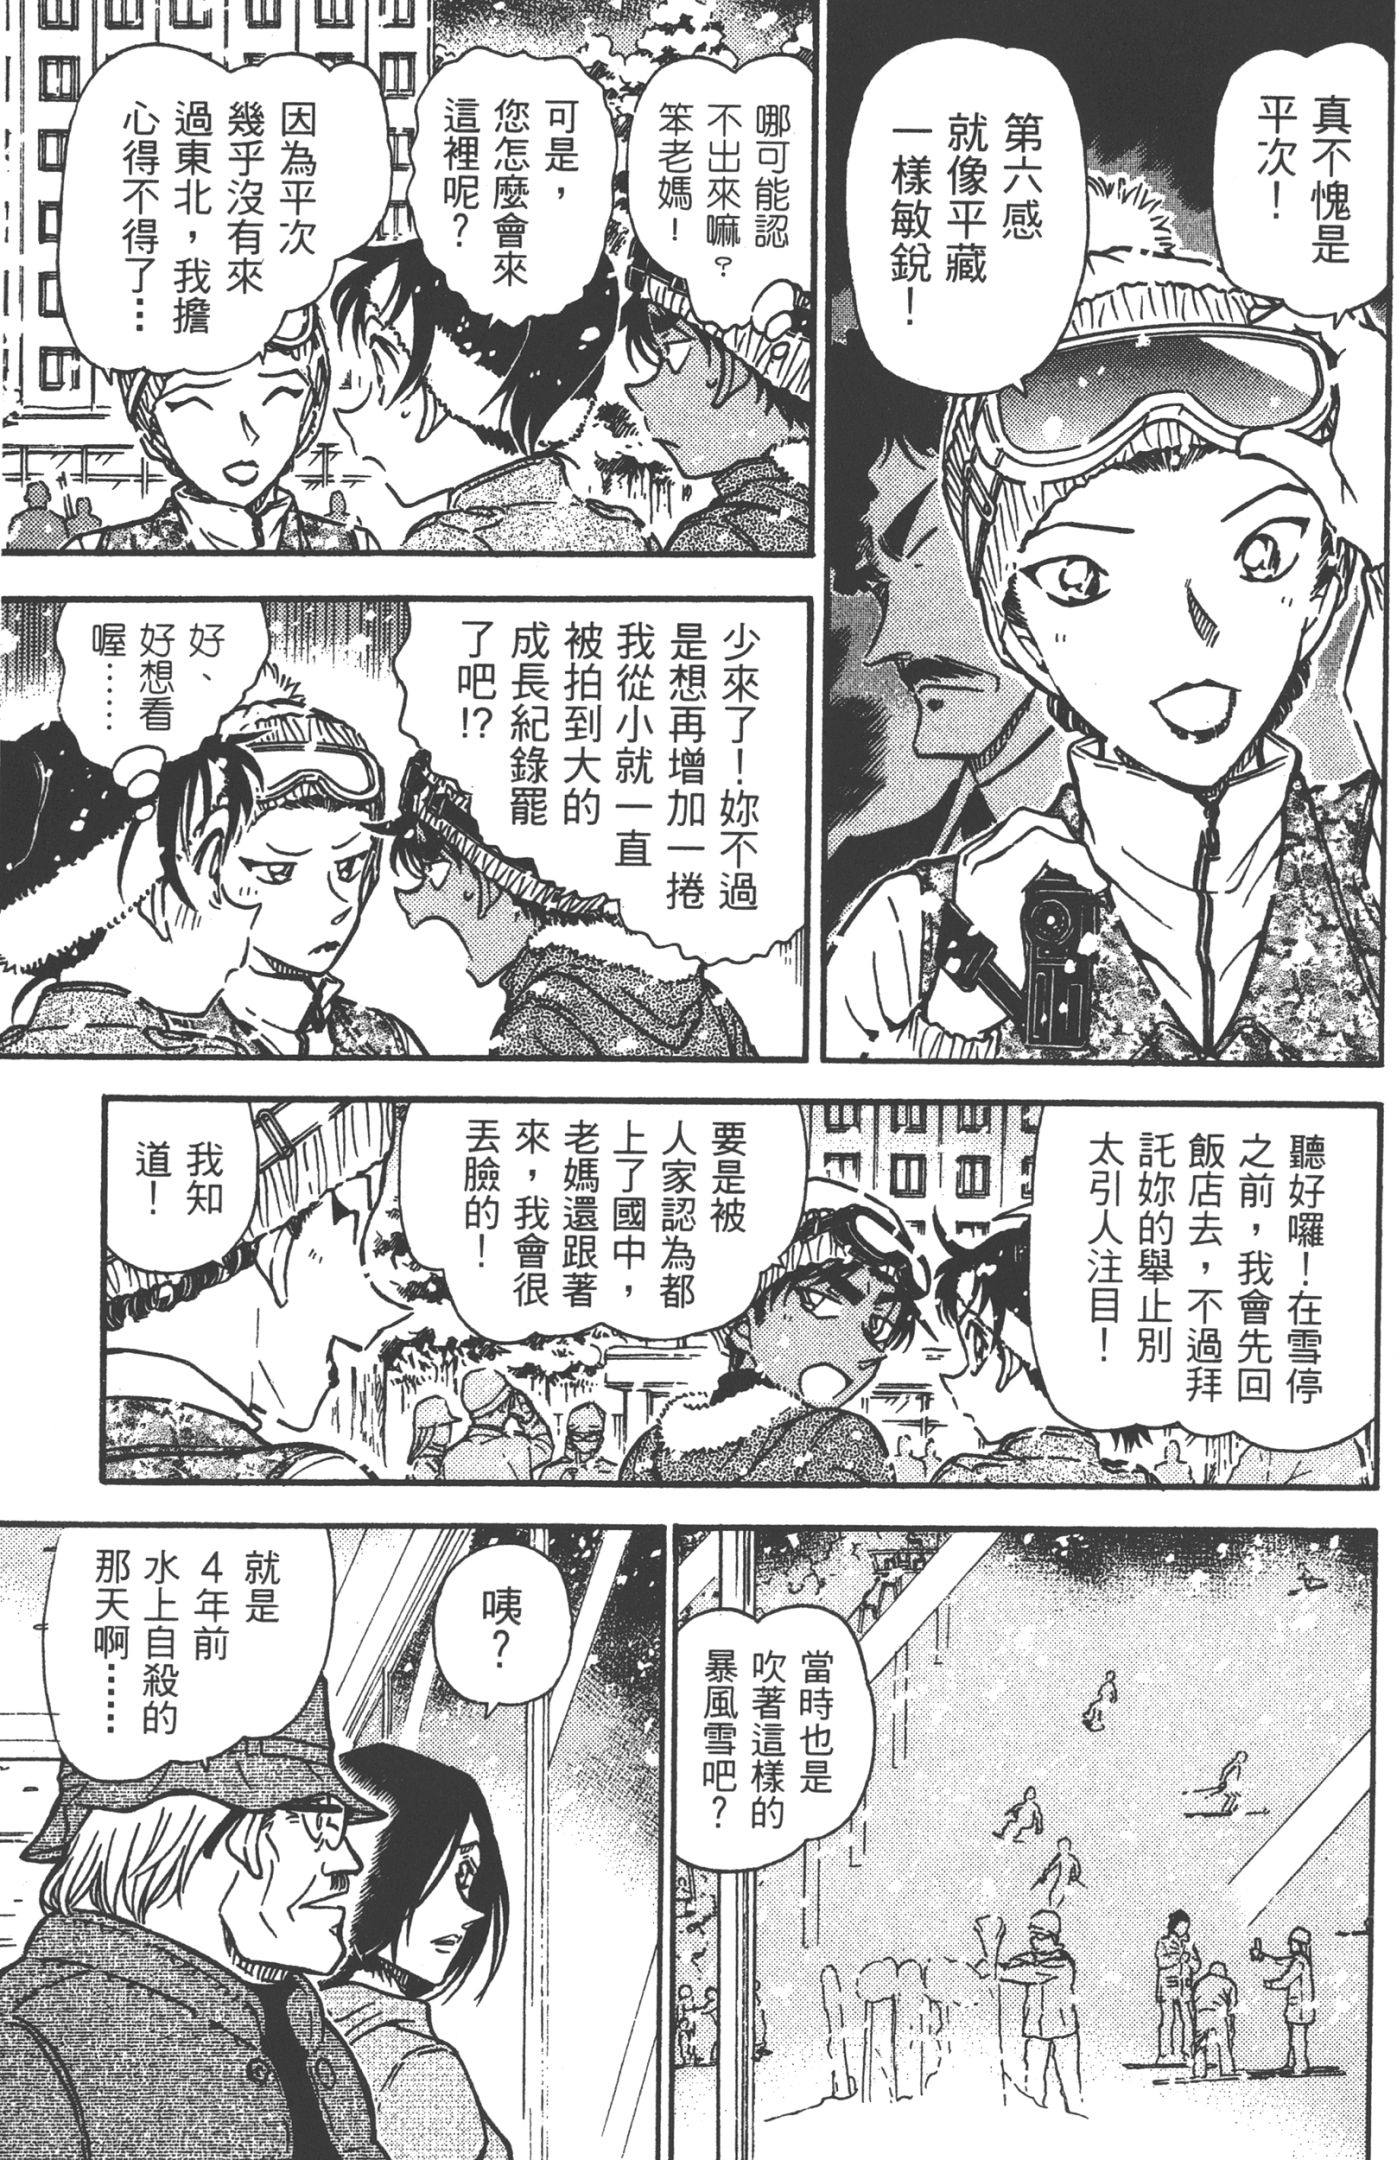 真不愧是
平次！
第六感
就像平藏
一樣敏銳！
哪可能認
不出來嘛？
笨老媽！
可是，
您怎麼會來
這裡呢？
因為平次
幾乎沒有來
過東北，我擔
心得不得了……
少來了！妳不過
是想再增加一捲
我從小就一直
被拍到大的
成長紀錄罷
了吧！？
好、
好想看
喔……
聽好囉！在雪停
之前，我會先回
飯店去，不過拜
託妳的舉止別
太引人注目！
要是被
人家認為都
上了國中，
老媽還跟著
來，我會很
丟臉的！
我知
道！
當時也是
吹著這樣的
暴風雪吧？
咦？
就是
4年前
水上自殺的
那天啊……